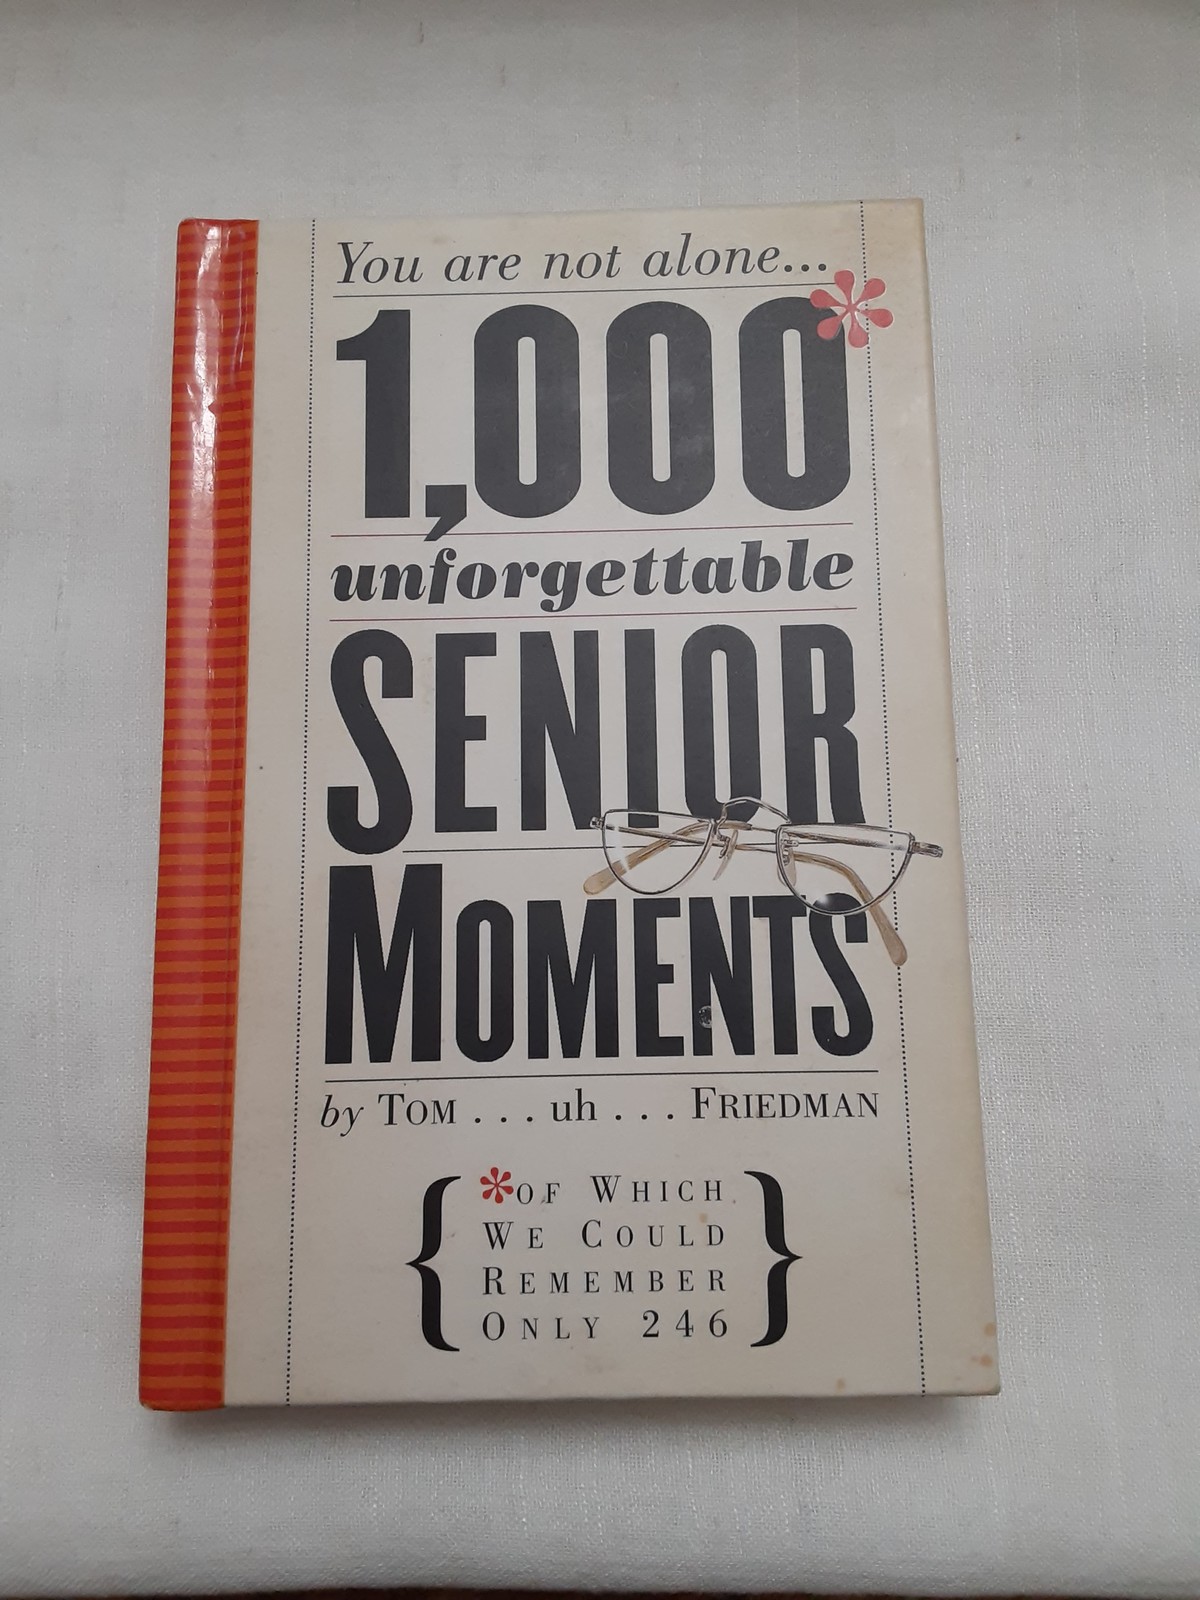 You are not alone...
1,000*
unforgettable
SENIOR
MOMENTS
by TOM . . . uh . . . FRIEDMAN
*OF WHICH
WE COULD
REMEMBER
ONLY 246